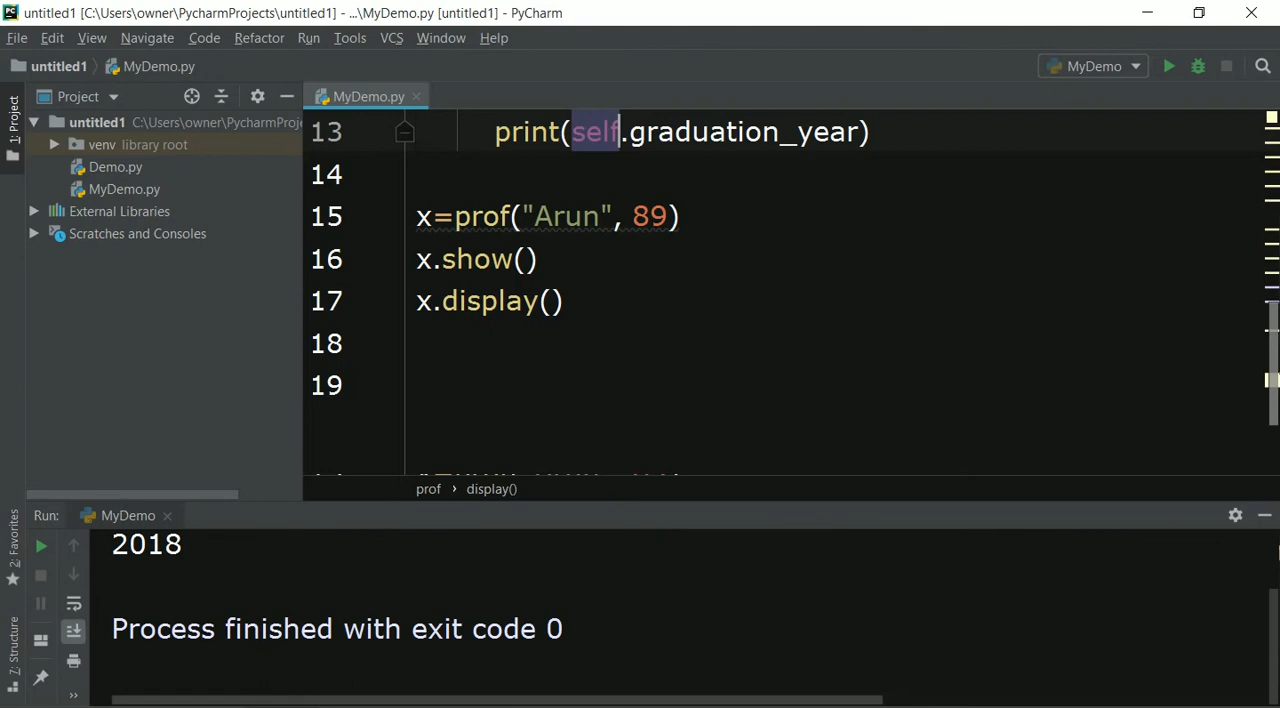 untitled1 [C:\Users\owner\PycharmProjects\untitled1] - ...\MyDemo.py [untitled1] - PyCharm
File Edit View Navigate Code Refactor Run Tools VCS Window Help
untitled1 MyDemo.py MyDemo
1: Project
Project
MyDemo.py
untitled1 C:\Users\owner\PycharmProje
venv library root
Demo.py
MyDemo.py
External Libraries
Scratches and Consoles
13 print(self.graduation_year)
14
15 x=prof("Arun", 89)
16 x.show()
17 x.display()
18
19
prof › display()
2: Favorites
7: Structure
Run: MyDemo
2018
Process finished with exit code 0